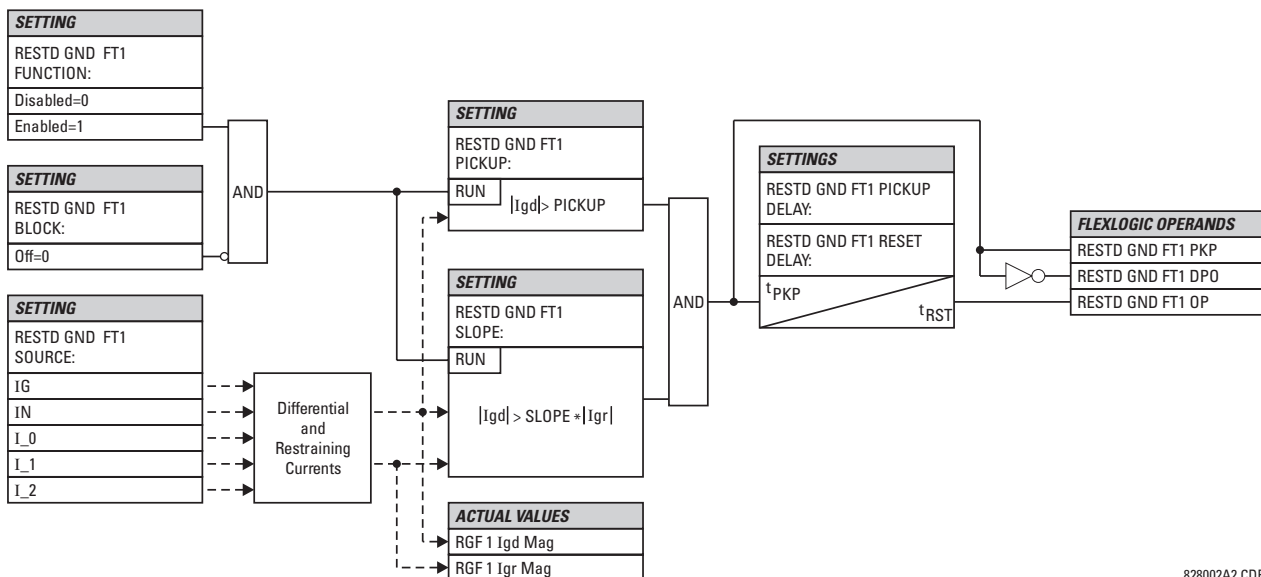 SETTING
RESTD GND FT1
FUNCTION:
Disabled=0
Enabled=1
SETTING
RESTD GND FT1
BLOCK:
Off=0
SETTING
RESTD GND FT1
SOURCE:
IG
IN
I_0
I_1
I_2
AND
Differential
and
Restraining
Currents
SETTING
RESTD GND FT1
PICKUP:
RUN
|Igd|> PICKUP
SETTING
RESTD GND FT1
SLOPE:
RUN
|Igd| > SLOPE *|Igr|
ACTUAL VALUES
RGF 1 Igd Mag
RGF 1 Igr Mag
AND
SETTINGS
RESTD GND FT1 PICKUP
DELAY:
RESTD GND FT1 RESET
DELAY:
tPKP
tRST
FLEXLOGIC OPERANDS
RESTD GND FT1 PKP
RESTD GND FT1 DPO
RESTD GND FT1 OP